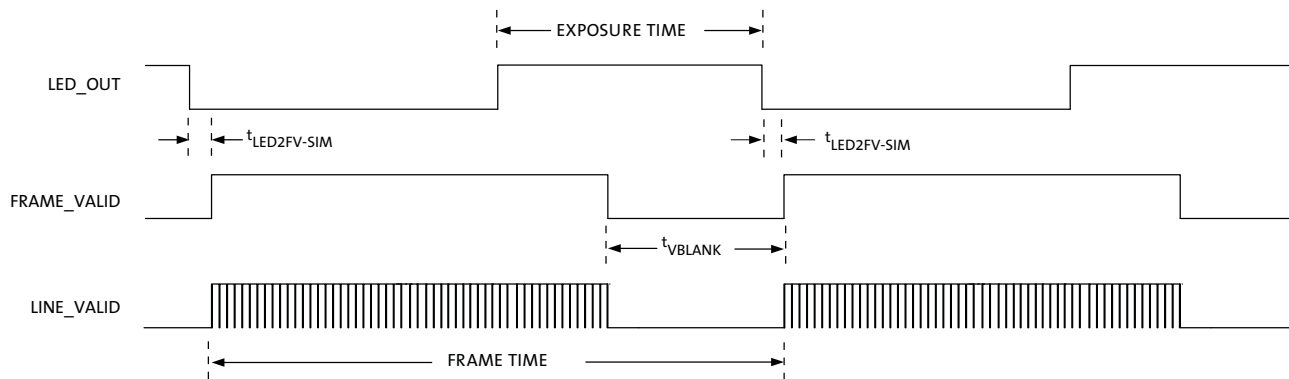 EXPOSURE TIME
LED_OUT
tLED2FV-SIM
tLED2FV-SIM
FRAME_VALID
tVBLANK
LINE_VALID
FRAME TIME